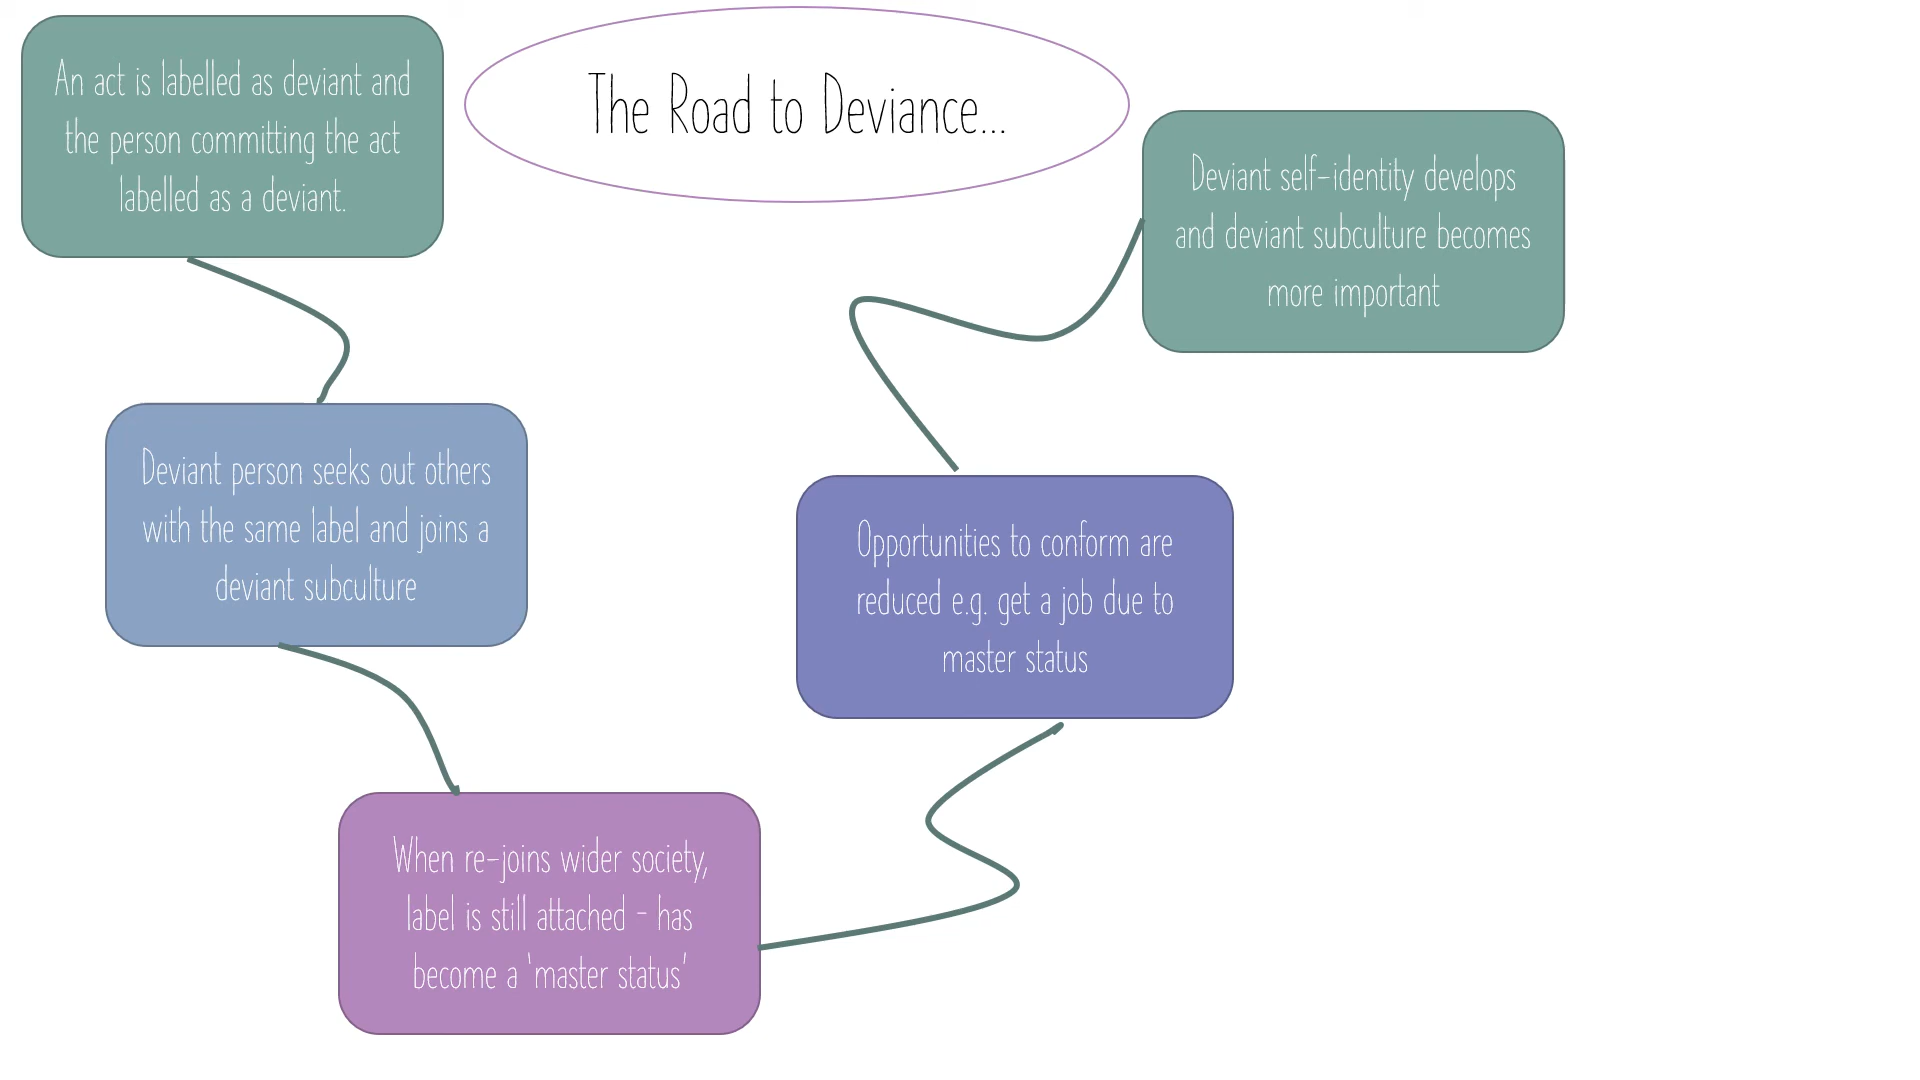 The Road to Deviance...
An act is labelled as deviant and
the person committing the act
labelled as a deviant.
Deviant person seeks out others
with the same label and joins a
deviant subculture
When re-joins wider society,
label is still attached - has
become a ‘master status’
Opportunities to conform are
reduced e.g. get a job due to
master status
Deviant self-identity develops
and deviant subculture becomes
more important